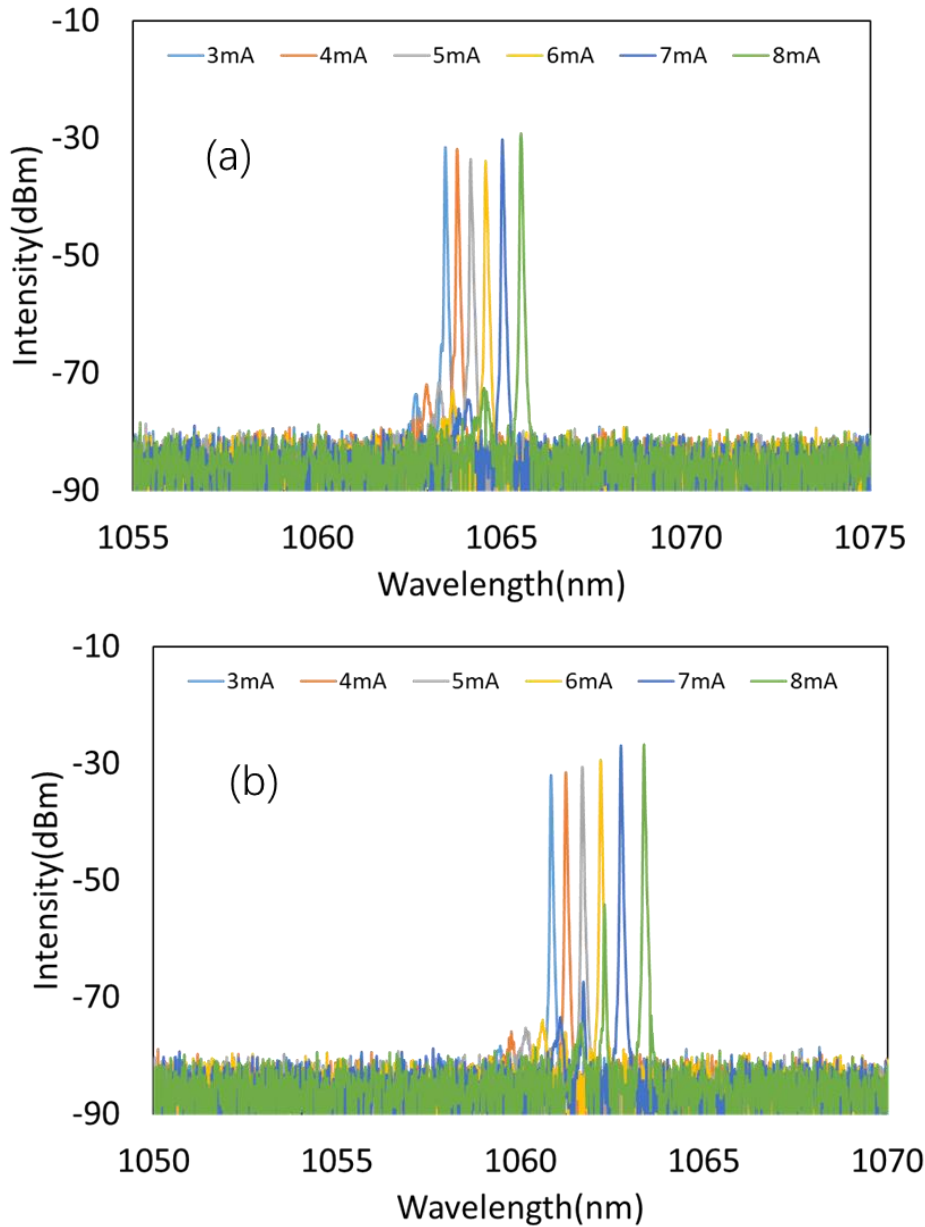 -10
3mA 4mA 5mA 6mA 7mA 8mA
-30
(a)
-50
-70
-90
Intensity(dBm)
1055 1060 1065 1070 1075
Wavelength(nm)
-10
3mA 4mA 5mA 6mA 7mA 8mA
-30
(b)
-50
-70
-90
Intensity(dBm)
1050 1055 1060 1065 1070
Wavelength(nm)